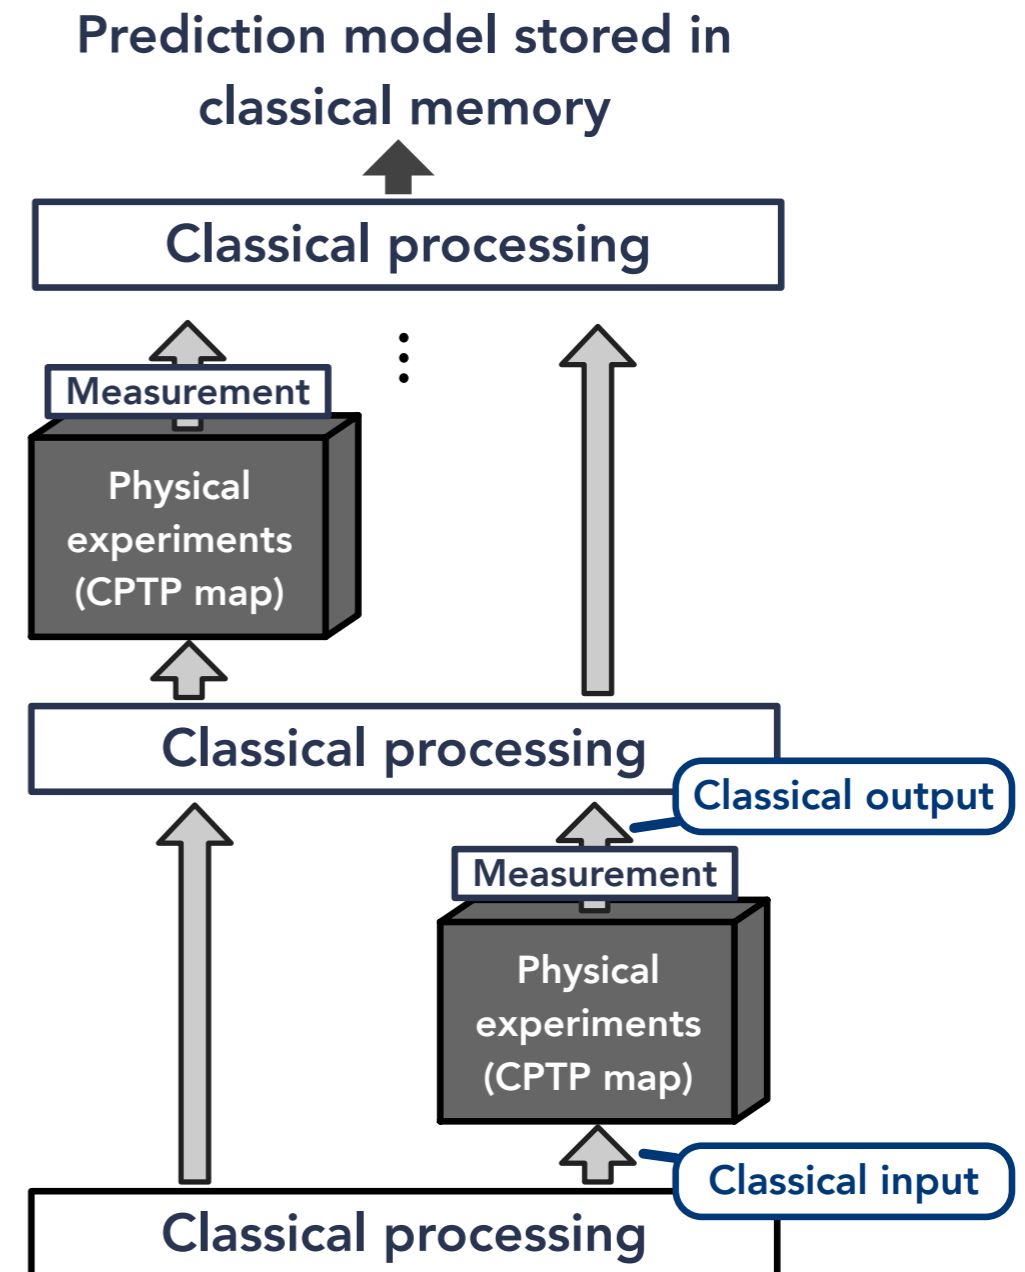 Prediction model stored in
classical memory
Classical processing
Measurement
Physical
experiments
(CPTP map)
Classical processing
Classical output
Measurement
Physical
experiments
(CPTP map)
Classical input
Classical processing